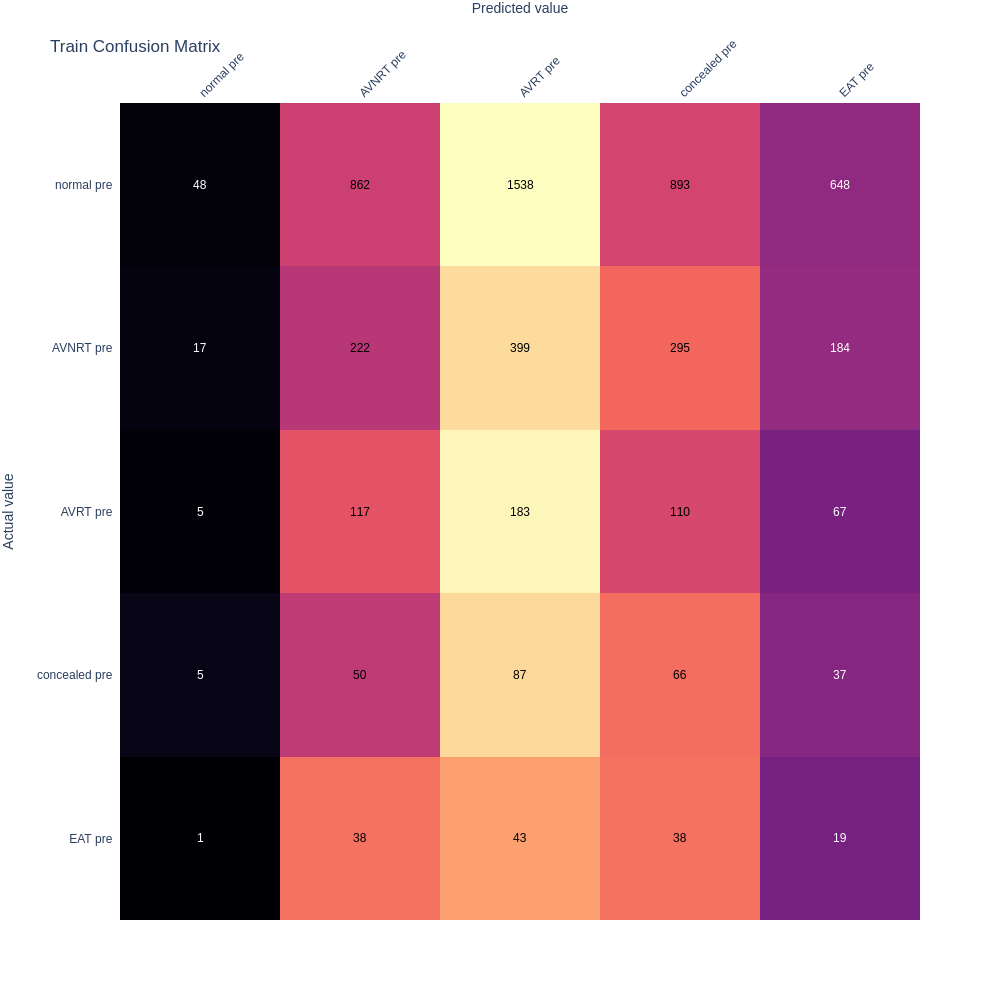 Predicted value
Train Confusion Matrix
normal pre AVNRT pre AVRT pre concealed pre EAT pre
normal pre 48 862 1538 893 648
AVNRT pre 17 222 399 295 184
AVRT pre 5 117 183 110 67
concealed pre 5 50 87 66 37
EAT pre 1 38 43 38 19
Actual value